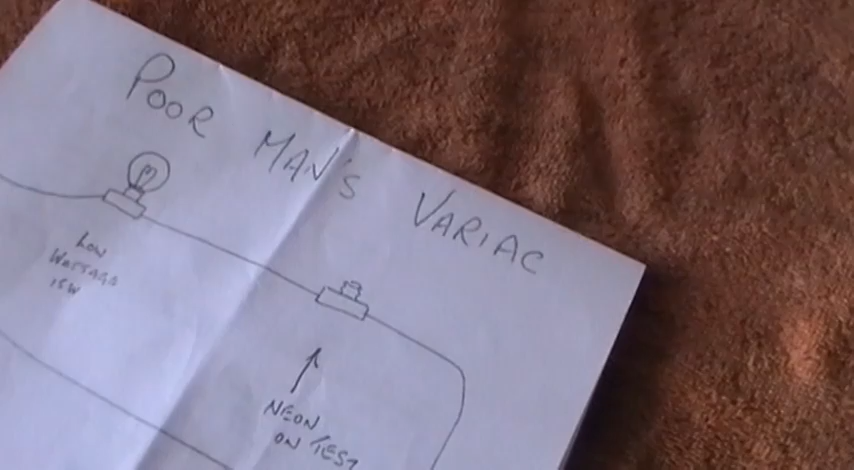 POOR MAN'S VARIAC
LOW
WATTAGE
15W
NEON
ON TEST